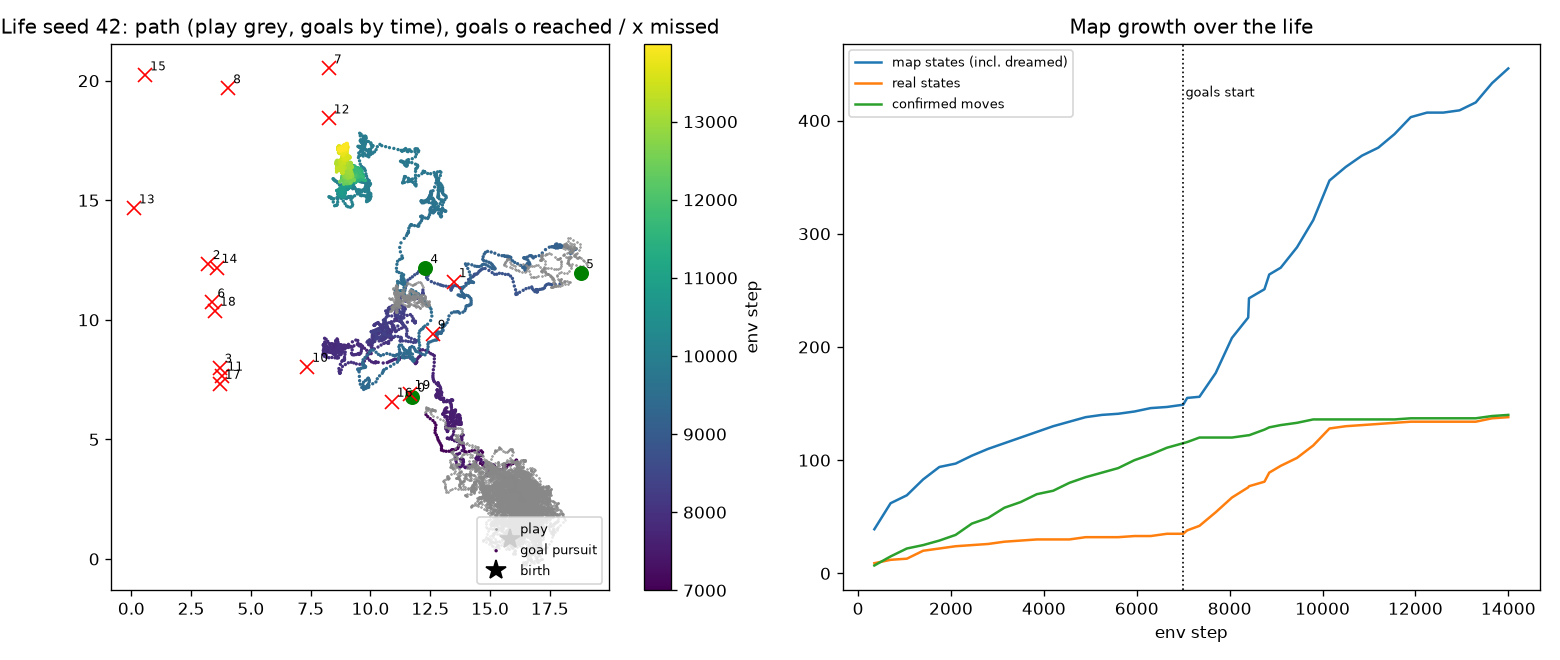 Life seed 42: path (play grey, goals by time), goals o reached / x missed
20
15
10
5
0
0.0 2.5 5.0 7.5 10.0 12.5 15.0 17.5
15
8
7
12
13
2
14
6
18
3
11
17
10
4
1
5
9
16
19
0
play
goal pursuit
birth
13000
12000
11000
10000
9000
8000
7000
env step
Map growth over the life
map states (incl. dreamed)
real states
confirmed moves
goals start
400
300
200
100
0
0 2000 4000 6000 8000 10000 12000 14000
env step